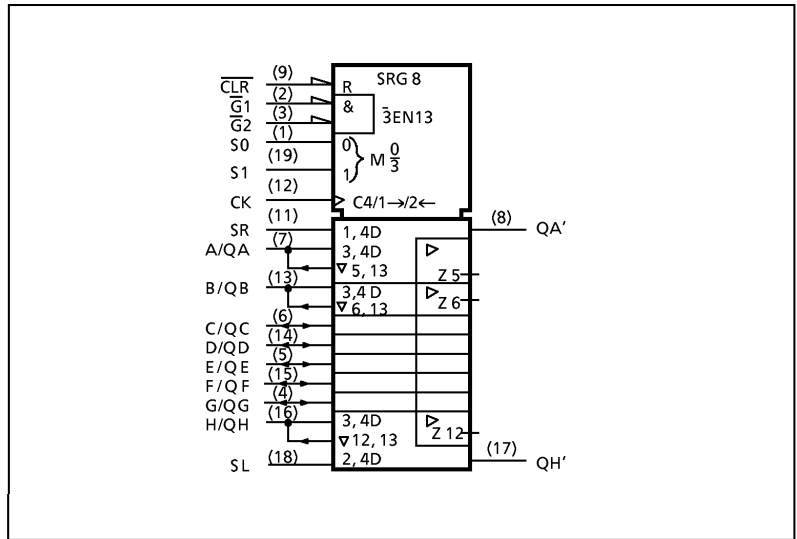 (9) SRG 8
CLR R
(2)
G1 &
(3) 3EN13
G2
(1)
S0 0
(19) M 0/3
S1 1
(12)
CK C4/1→/2←
(11) (8)
SR 1, 4D QA′
(7)
A/QA 3, 4D
5, 13
(13) Z 5
B/QB 3,4 D
6, 13 Z 6
(6)
C/QC
(14)
D/QD
(5)
E/QE
(15)
F/QF
(4)
G/QG
(16)
H/QH 3, 4D
Z 12
12, 13 (17)
(18) 2, 4D
SL QH′